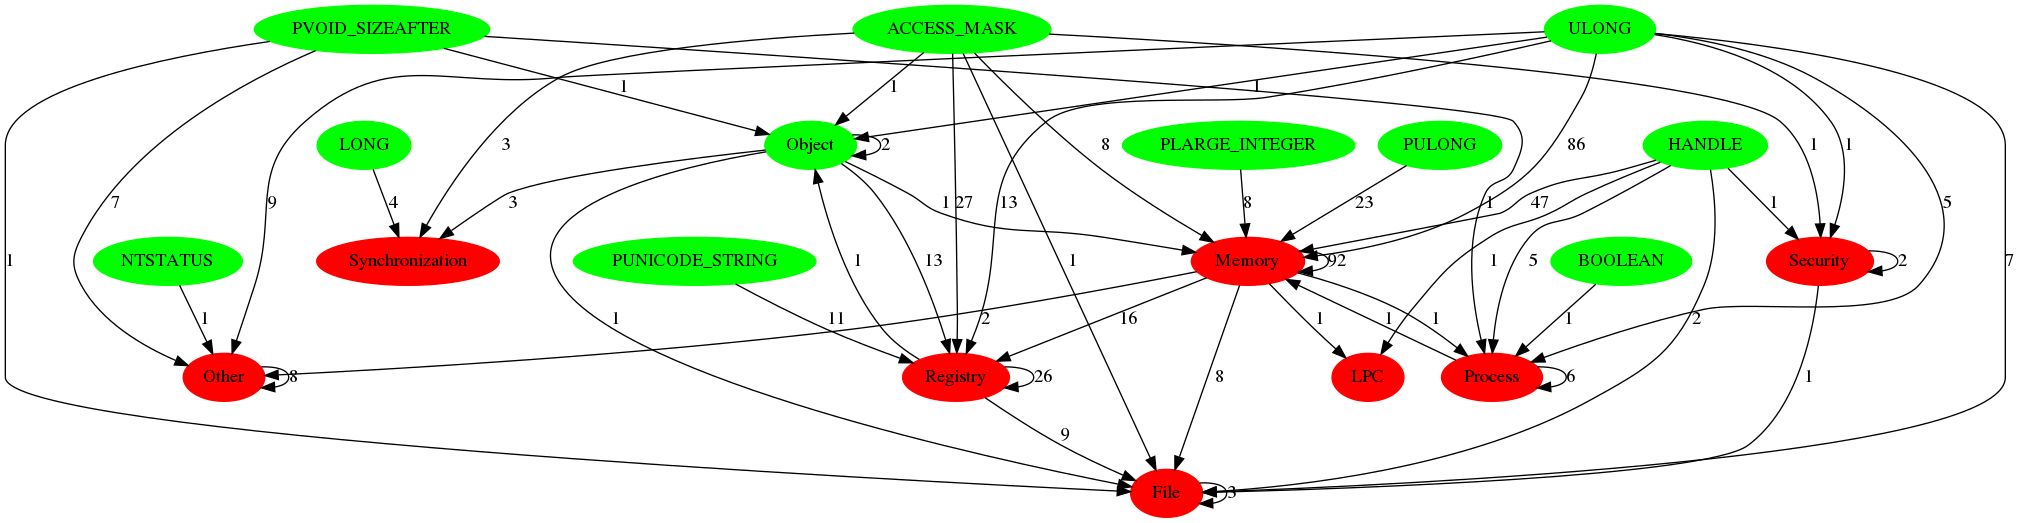 PVOID_SIZEAFTER
ACCESS_MASK
ULONG
1
1
1
LONG
3
Object
2
8
PLARGE_INTEGER
PULONG
86
HANDLE
1
1
7
9
4
3
1
27
13
8
23
1
47
1
5
NTSTATUS
Synchronization
PUNICODE_STRING
1
13
1
Memory
92
1
5
BOOLEAN
Security
2
1
7
1
1
11
2
16
1
1
1
1
2
Other
8
Registry
26
8
LPC
Process
6
1
9
File
3